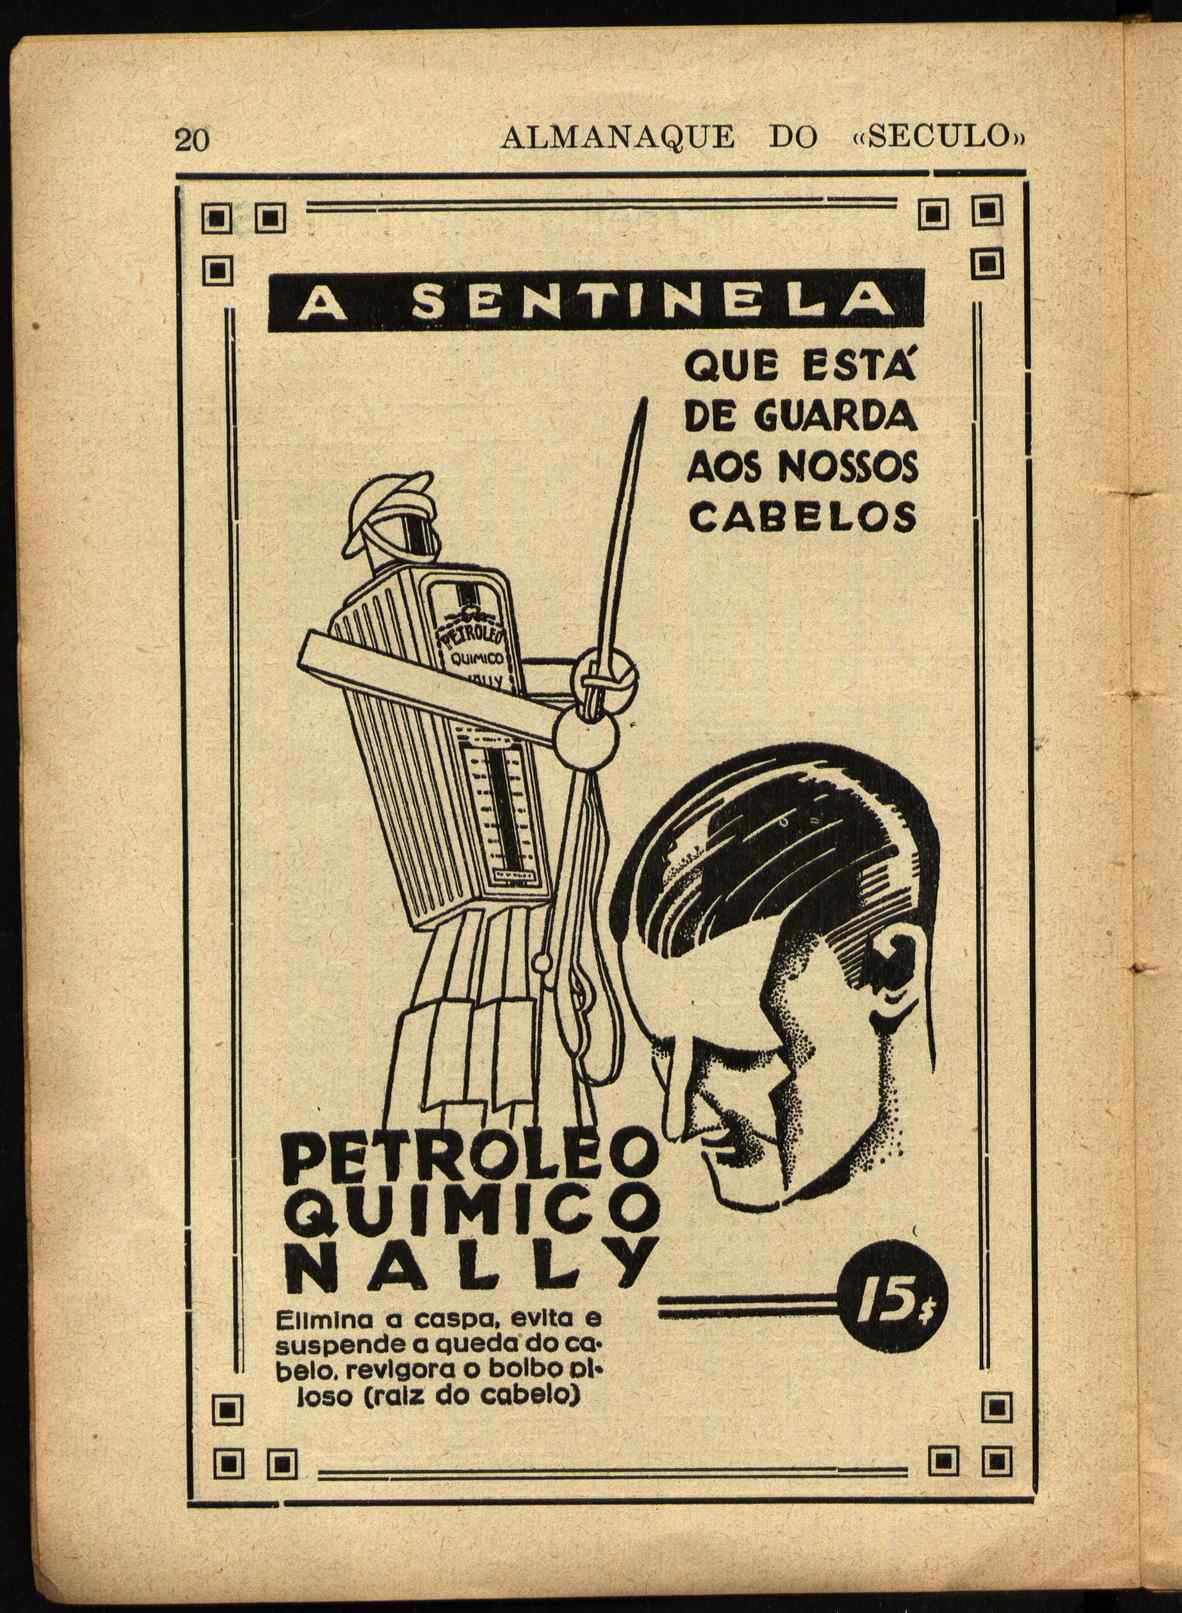 20
ALMANAQUE DO «SECULO»
A SENTINELA
QUE ESTÁ
DE GUARDA
AOS NOSSOS
CABELOS
PETROLEO
QUIMICO
NALLY
PETROLEO
QUIMICO
NALLY
15$
Elimina a caspa, evita e
suspende a queda do ca-
belo, revigora o bolbo pi-
loso (raiz do cabelo)